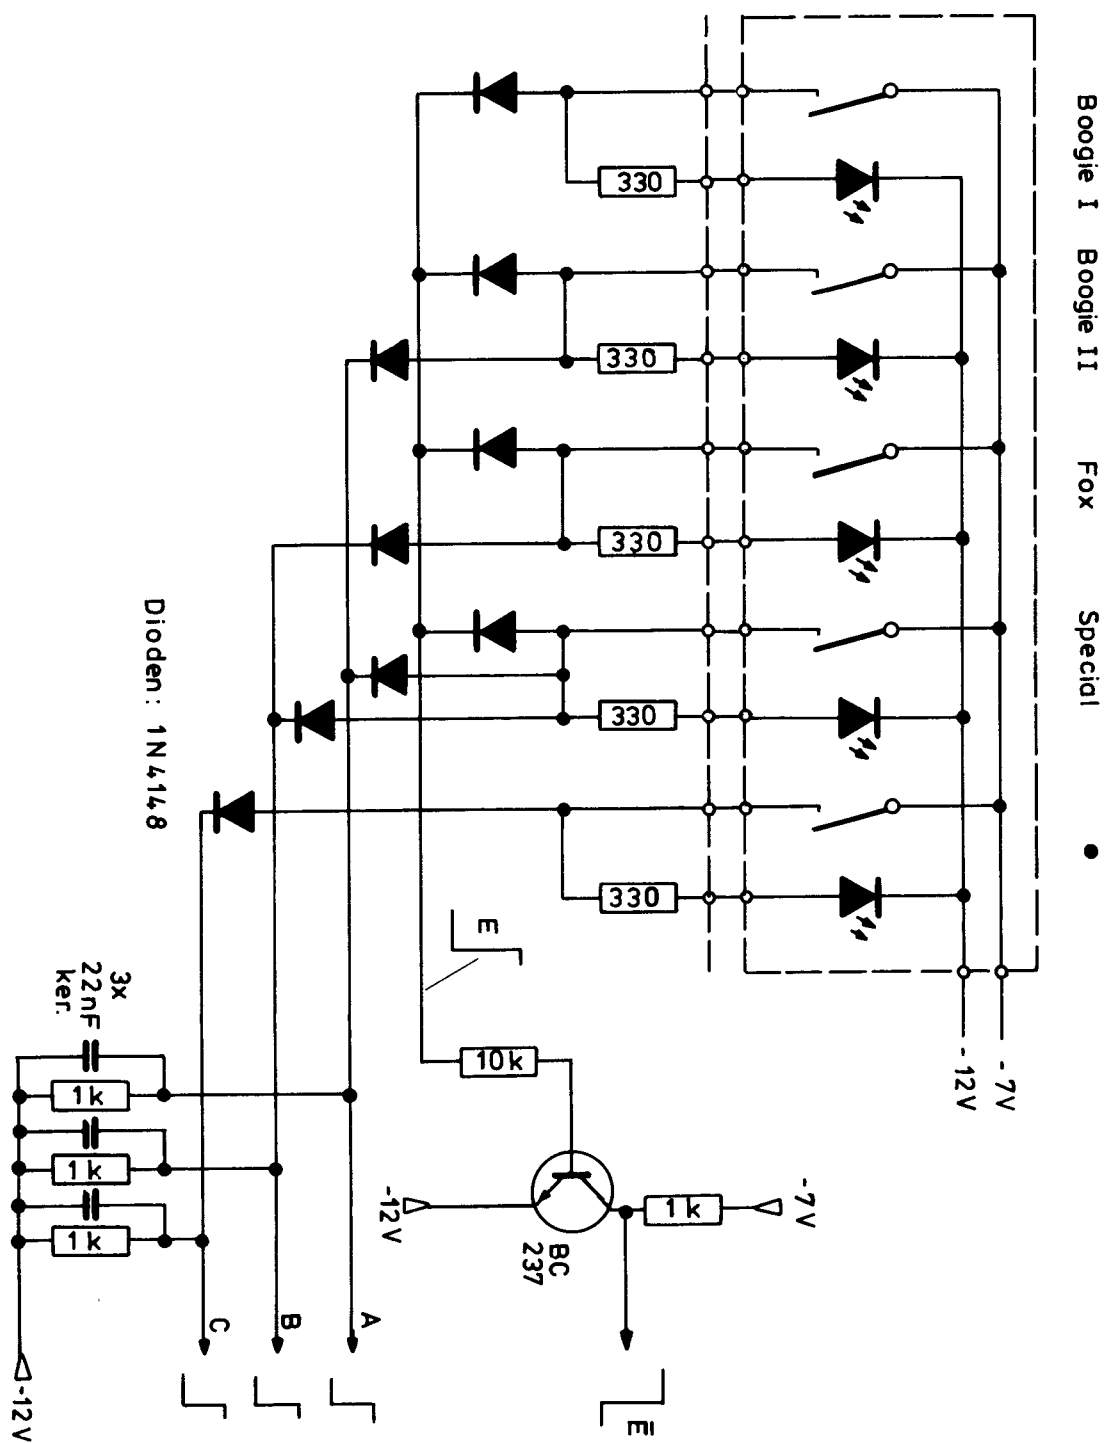 Boogie I Boogie II Fox Special
330
330
330
330
330
-7V
-12V
E
10k
1k
-7V
BC
237
-12V
E̅
Dioden: 1N4148
3x
22nF
ker.
1k
1k
1k
A
B
C
-12V